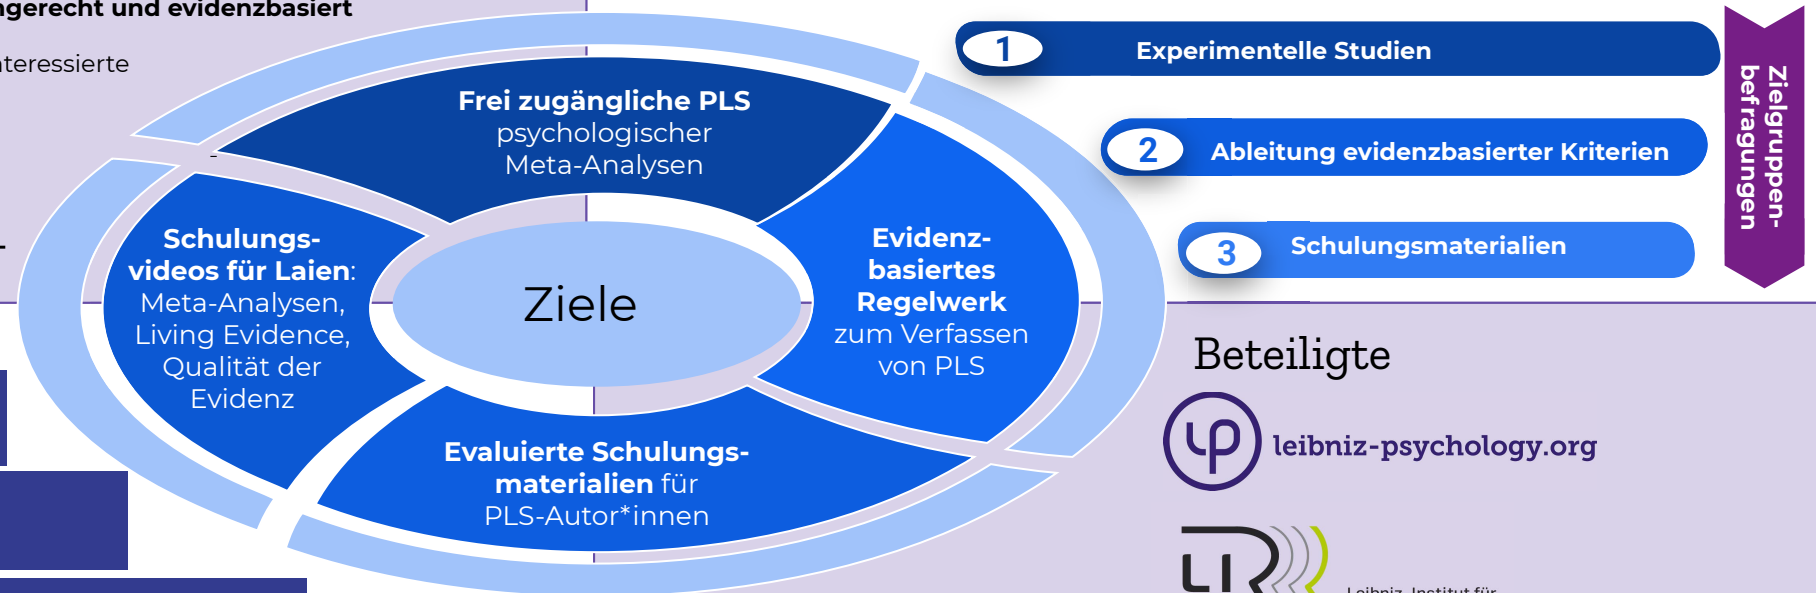 ngerecht und evidenzbasiert
nteressierte
Frei zugängliche PLS
psychologischer
Meta-Analysen
Schulungs-
videos für Laien:
Meta-Analysen,
Living Evidence,
Qualität der
Evidenz
Ziele
Evidenz-
basiertes
Regelwerk
zum Verfassen
von PLS
Evaluierte Schulungs-
materialien für
PLS-Autor*innen
1 Experimentelle Studien
2 Ableitung evidenzbasierter Kriterien
3 Schulungsmaterialien
Zielgruppen-
befragungen
Beteiligte
leibniz-psychology.org
Leibniz-Institut für